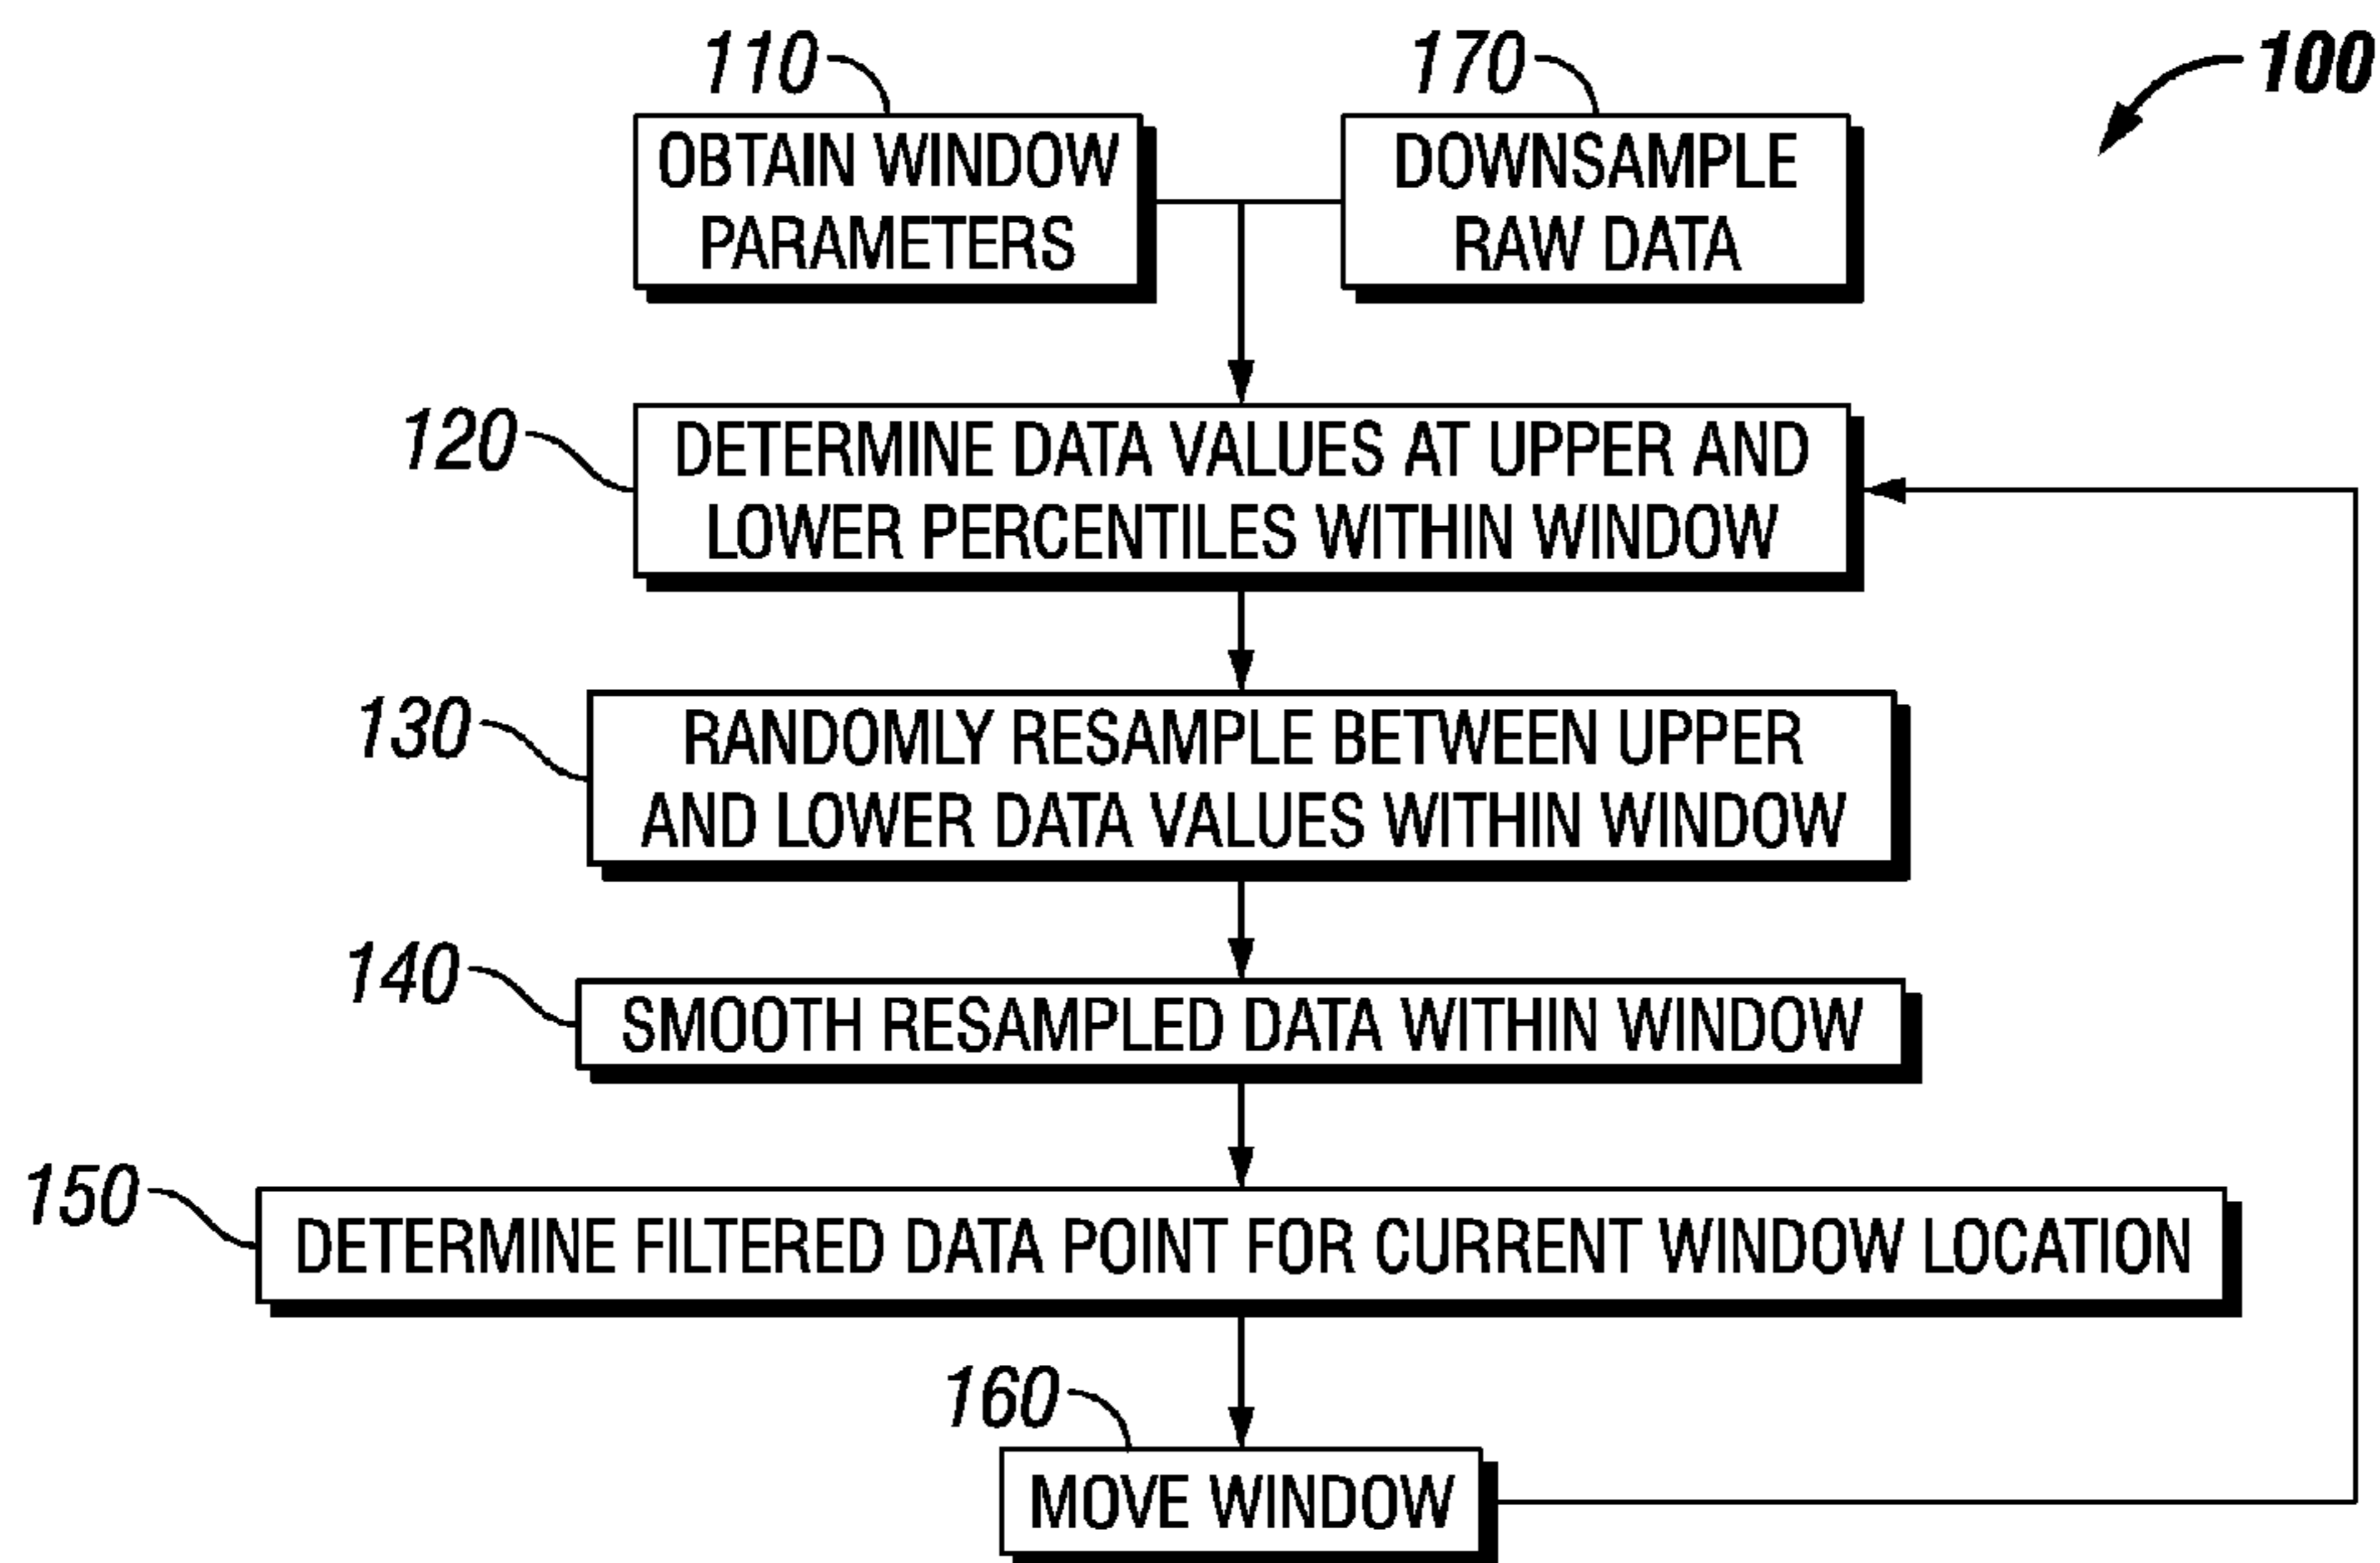 110
170
100
OBTAIN WINDOW
PARAMETERS
DOWNSAMPLE
RAW DATA
120
DETERMINE DATA VALUES AT UPPER AND
LOWER PERCENTILES WITHIN WINDOW
130
RANDOMLY RESAMPLE BETWEEN UPPER
AND LOWER DATA VALUES WITHIN WINDOW
140
SMOOTH RESAMPLED DATA WITHIN WINDOW
150
DETERMINE FILTERED DATA POINT FOR CURRENT WINDOW LOCATION
160
MOVE WINDOW